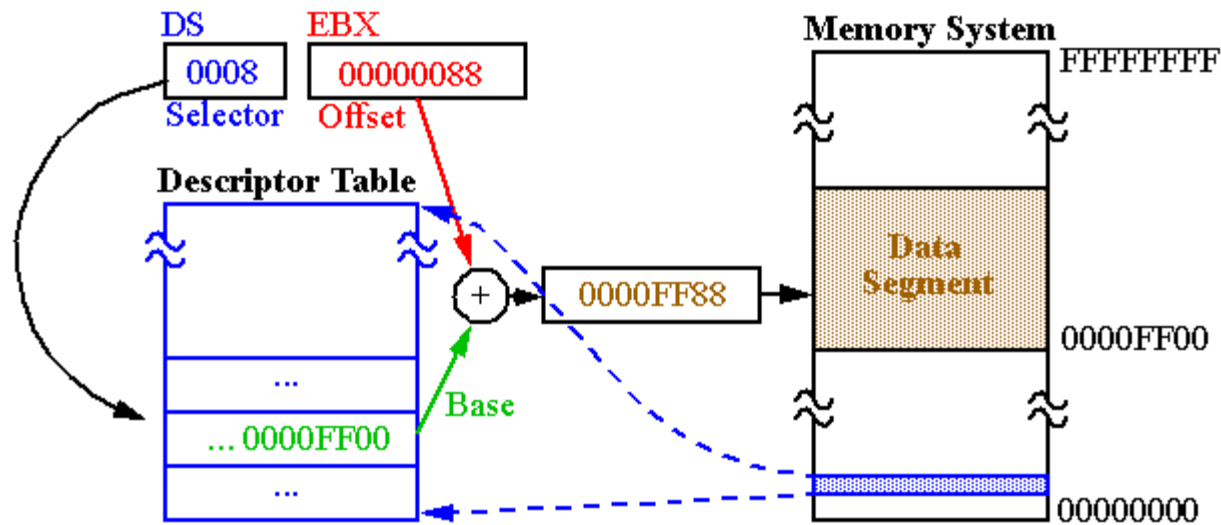 DS EBX
0008 00000088
Selector Offset
Memory System
FFFFFFFF
Descriptor Table
Data
Segment
+
0000FF88
0000FF00
...
Base
... 0000FF00
...
00000000